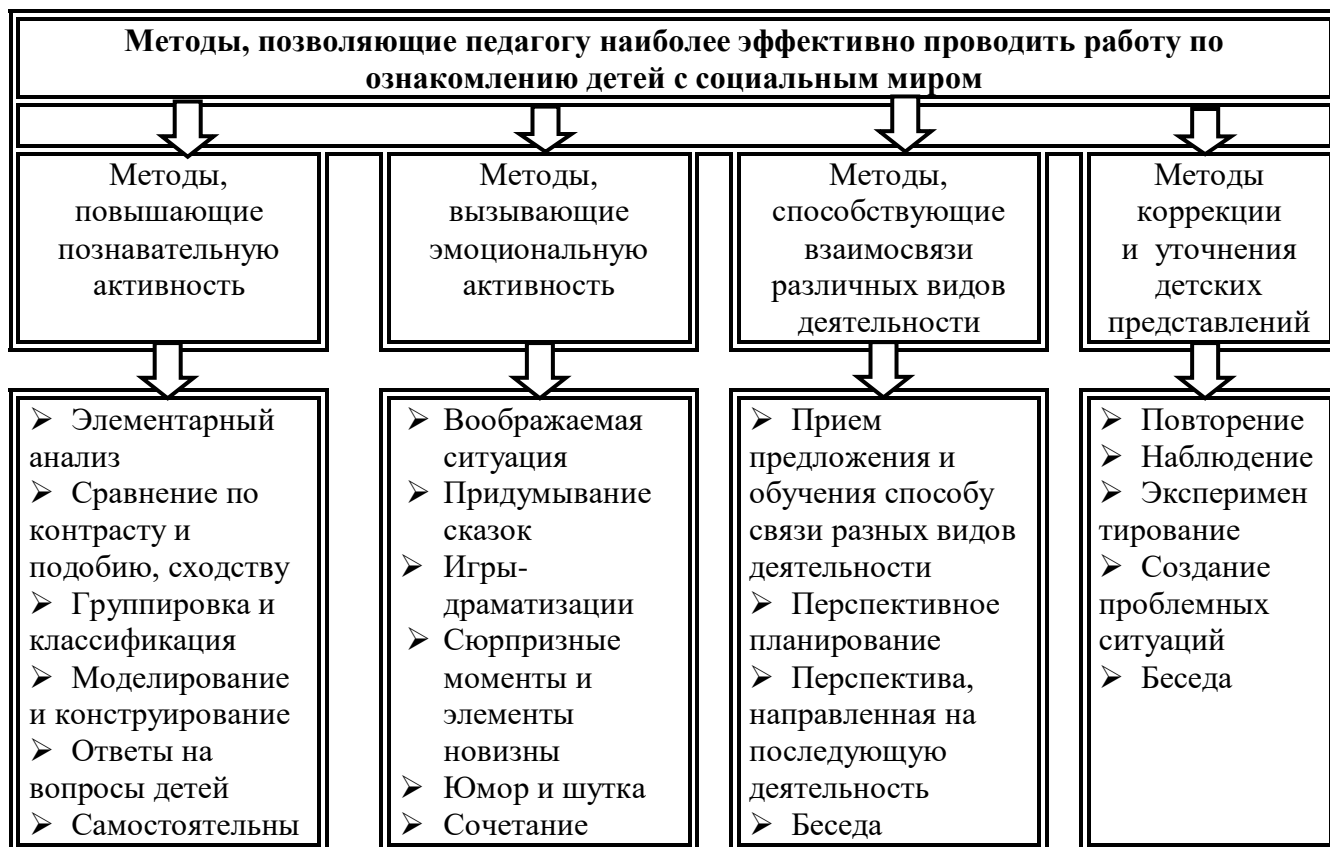 Методы, позволяющие педагогу наиболее эффективно проводить работу по
ознакомлению детей с социальным миром
Методы,
повышающие
познавательную
активность
Методы,
вызывающие
эмоциональную
активность
Методы,
способствующие
взаимосвязи
различных видов
деятельности
Методы
коррекции
и уточнения
детских
представлений
➢ Элементарный
анализ
➢ Сравнение по
контрасту и
подобию, сходству
➢ Группировка и
классификация
➢ Моделирование
и конструирование
➢ Ответы на
вопросы детей
➢ Самостоятельны
➢ Воображаемая
ситуация
➢ Придумывание
сказок
➢ Игры-
драматизации
➢ Сюрпризные
моменты и
элементы
новизны
➢ Юмор и шутка
➢ Сочетание
➢ Прием
предложения и
обучения способу
связи разных видов
деятельности
➢ Перспективное
планирование
➢ Перспектива,
направленная на
последующую
деятельность
➢ Беседа
➢ Повторение
➢ Наблюдение
➢ Эксперимен
тирование
➢ Создание
проблемных
ситуаций
➢ Беседа